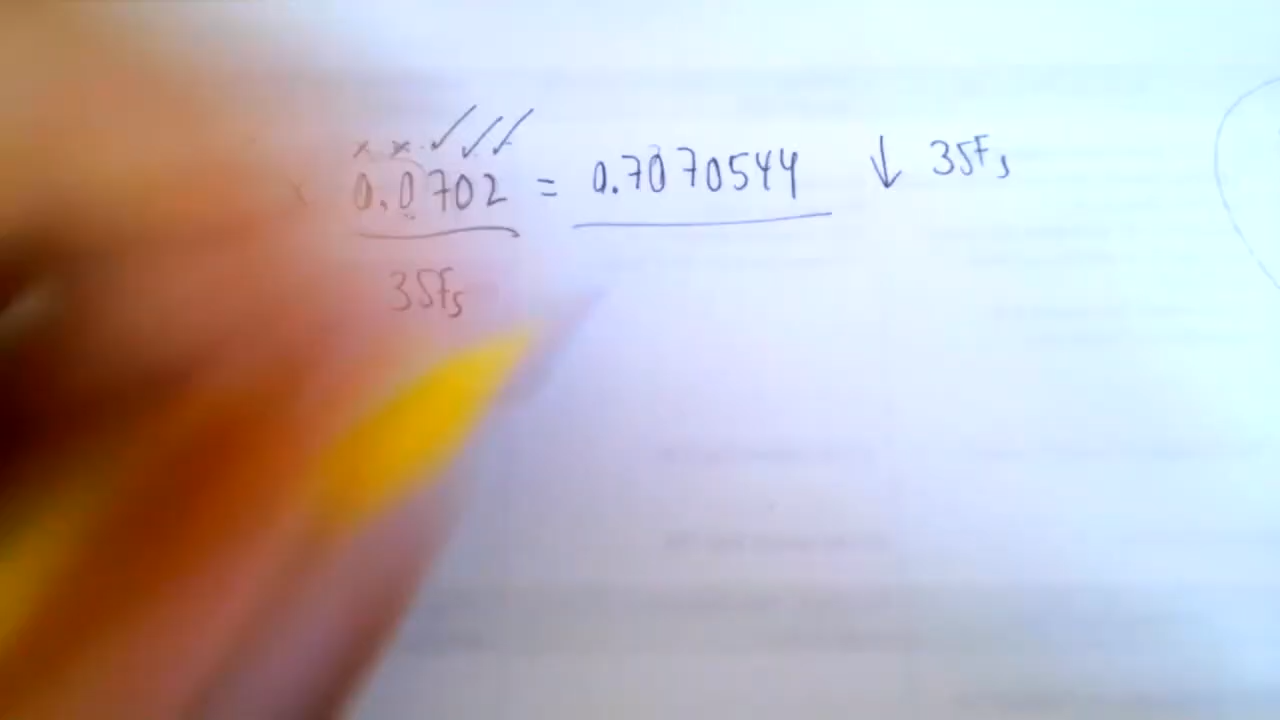 x x ✓ ✓ ✓
x 0.0702 = 0.7070544 ↓ 3SFs
3SFs